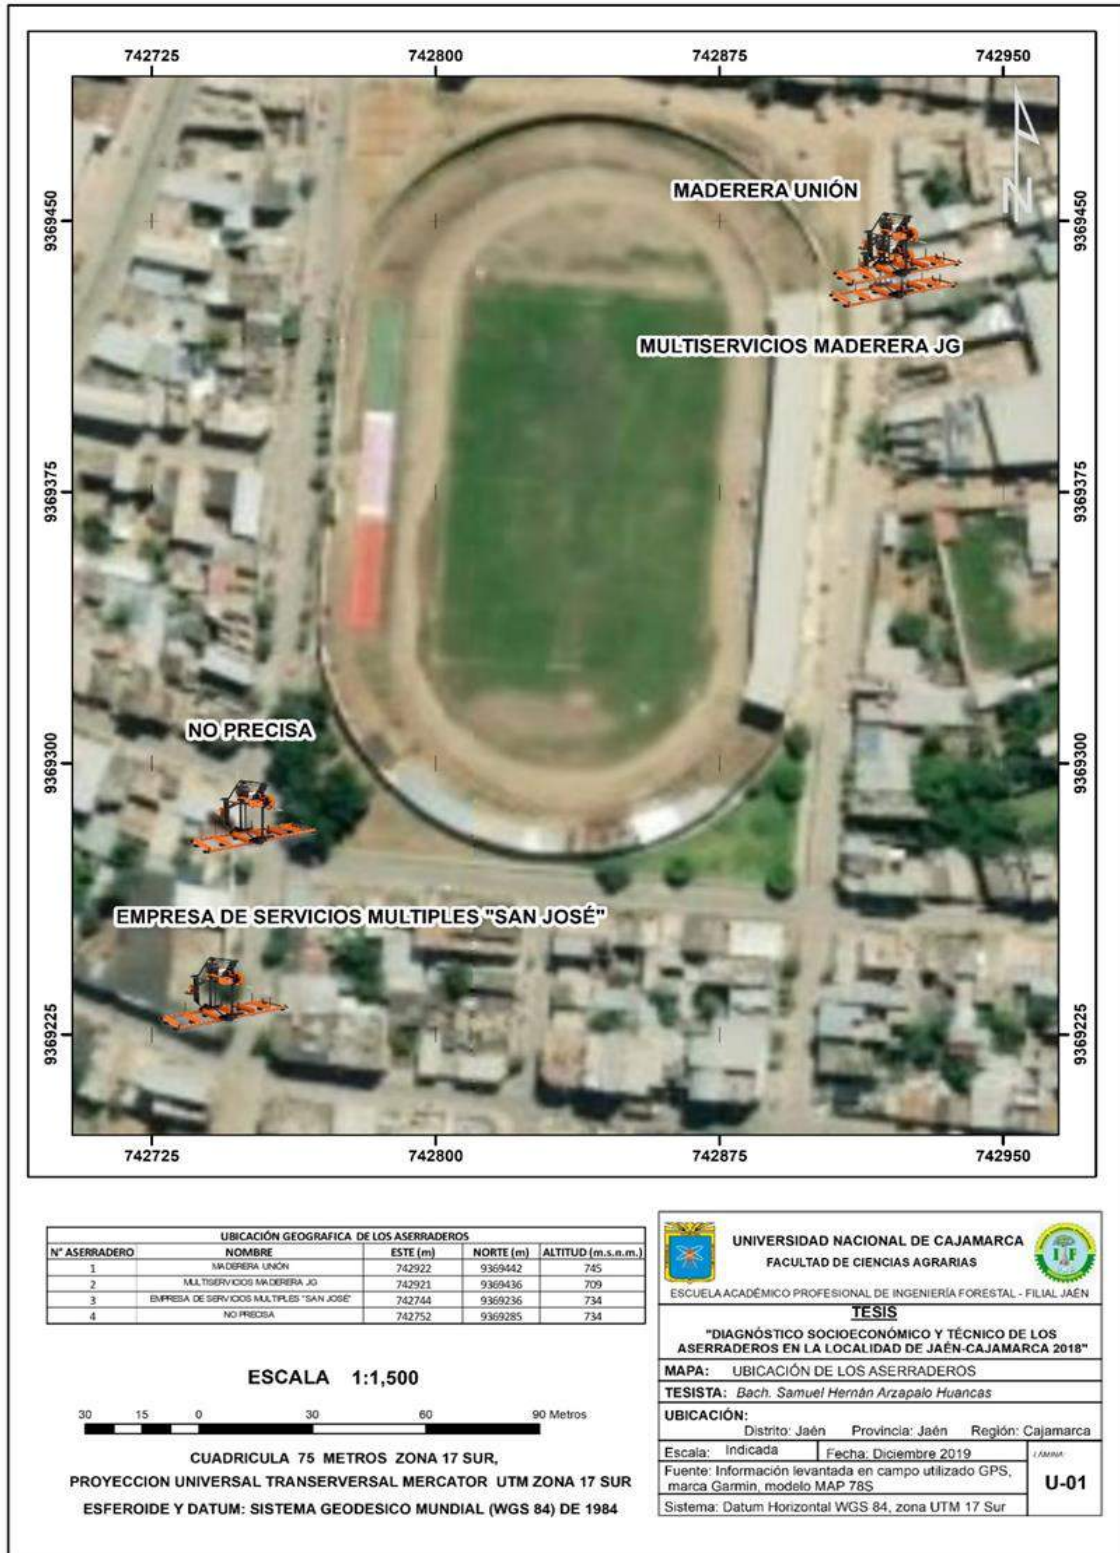 742725 742800 742875 742950
N
9369450 9369450
9369375 9369375
9369300 9369300
9369225 9369225
MADERERA UNIÓN
MULTISERVICIOS MADERERA JG
NO PRECISA
EMPRESA DE SERVICIOS MULTIPLES "SAN JOSÉ"
742725 742800 742875 742950
UBICACIÓN GEOGRAFICA DE LOS ASERRADEROS
N° ASERRADERO NOMBRE ESTE (m) NORTE (m) ALTITUD (m.s.n.m.)
1 MADERERA UNIÓN 742922 9369442 745
2 MULTISERVICIOS MADERERA JG 742921 9369436 709
3 EMPRESA DE SERVICIOS MULTIPLES "SAN JOSÉ" 742744 9369236 734
4 NO PRECISA 742752 9369285 734
ESCALA 1:1,500
30 15 0 30 60 90 Metros
CUADRICULA 75 METROS ZONA 17 SUR,
PROYECCION UNIVERSAL TRANSERVERSAL MERCATOR UTM ZONA 17 SUR
ESFEROIDE Y DATUM: SISTEMA GEODESICO MUNDIAL (WGS 84) DE 1984
UNIVERSIDAD NACIONAL DE CAJAMARCA
FACULTAD DE CIENCIAS AGRARIAS
ESCUELA ACADÉMICO PROFESIONAL DE INGENIERÍA FORESTAL - FILIAL JAÉN
TESIS
"DIAGNÓSTICO SOCIOECONÓMICO Y TÉCNICO DE LOS
ASERRADEROS EN LA LOCALIDAD DE JAÉN-CAJAMARCA 2018"
MAPA: UBICACIÓN DE LOS ASERRADEROS
TESISTA: Bach. Samuel Hernán Arzapalo Huancas
UBICACIÓN:
Distrito: Jaén Provincia: Jaén Región: Cajamarca
Escala: Indicada Fecha: Diciembre 2019 LÁMINA:
Fuente: Información levantada en campo utilizado GPS,
marca Garmin, modelo MAP 78S
U-01
Sistema: Datum Horizontal WGS 84, zona UTM 17 Sur